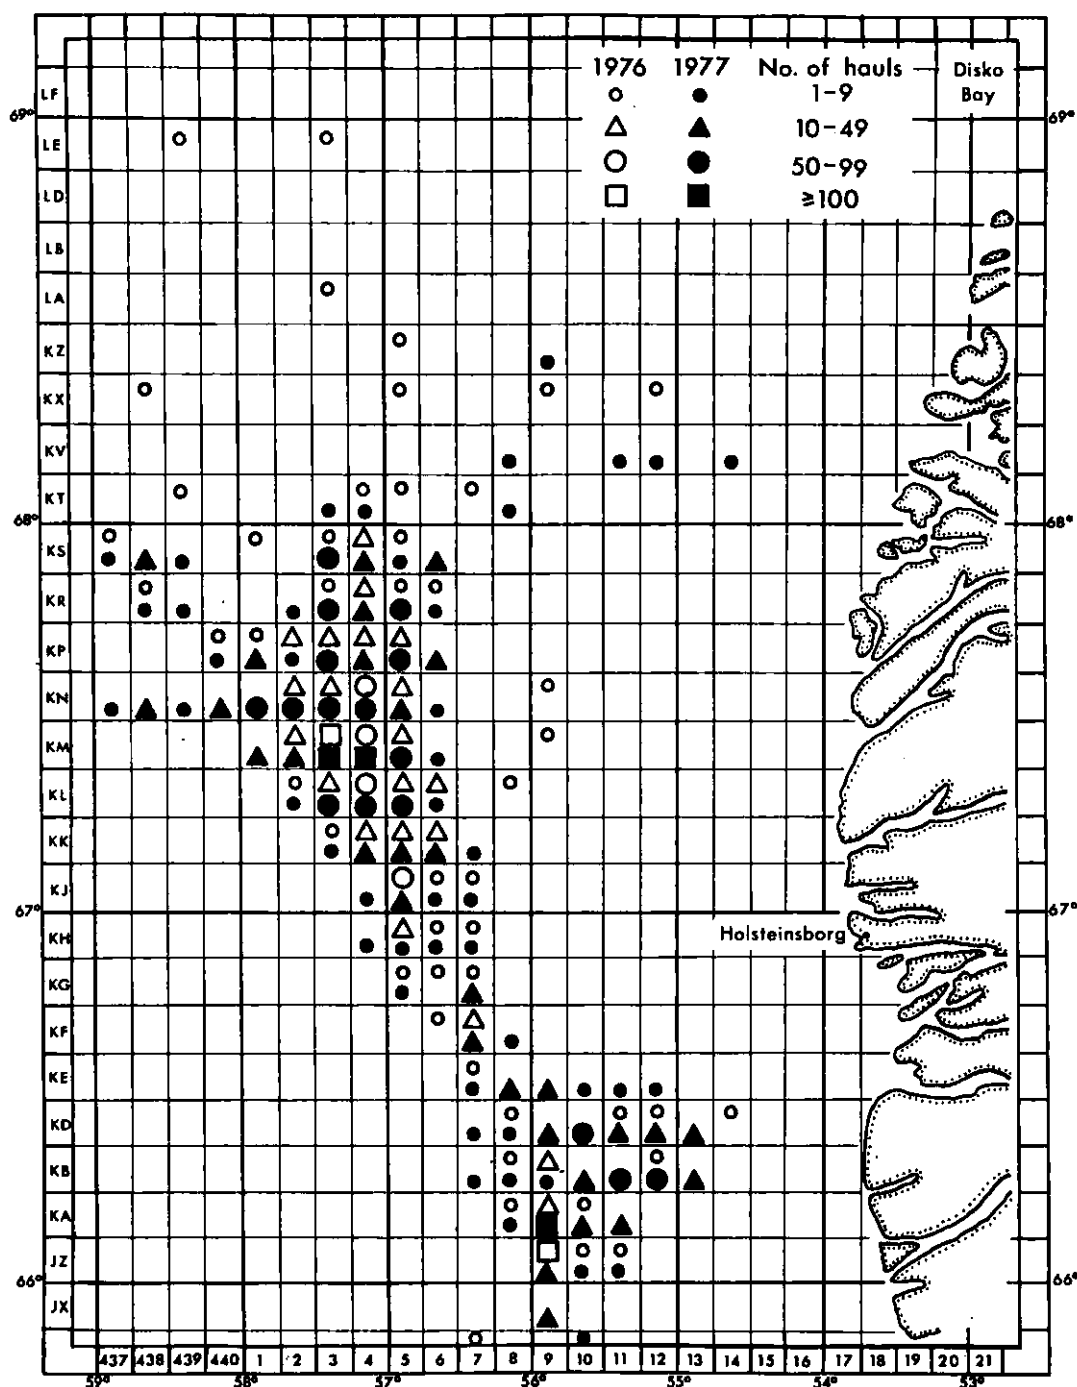 1976 1977 No. of hauls Disko
Bay
1-9
10-49
50-99
≥100
LF
69° 69°
LE
LD
LB
LA
KZ
KX
KV
KT
68° 68°
KS
KR
KP
KN
KM
KL
KK
KJ
67° 67°
KH Holsteinsborg
KG
KF
KE
KD
KB
KA
JZ
66° 66°
JX
437 438 439 440 1 2 3 4 5 6 7 8 9 10 11 12 13 14 15 16 17 18 19 20 21
59° 58° 57° 56° 55° 54° 53°